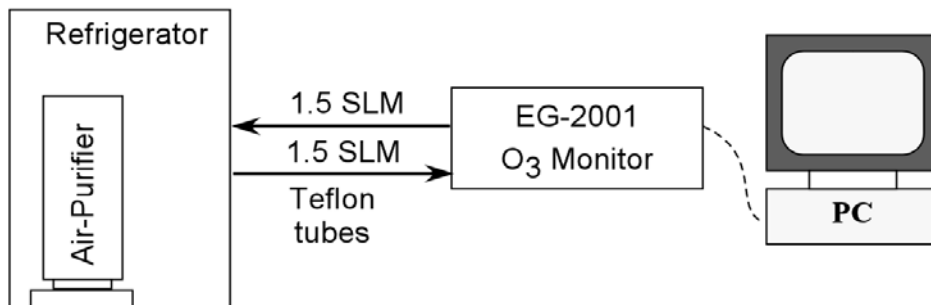 Refrigerator
Air-Purifier
1.5 SLM
1.5 SLM
Teflon
tubes
EG-2001
O3 Monitor
PC